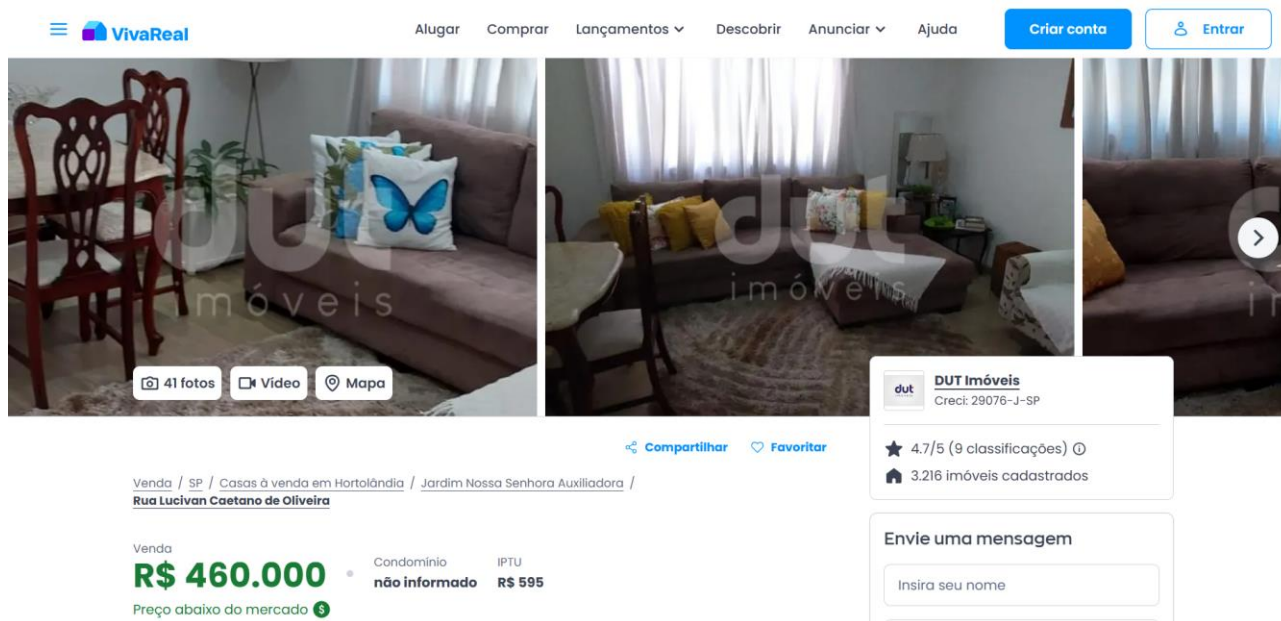 VivaReal
Alugar Comprar Lançamentos Descobrir Anunciar Ajuda Criar conta Entrar
dut
imóveis
dut
imóveis
41 fotos Vídeo Mapa
dut
DUT Imóveis
Creci: 29076-J-SP
Compartilhar Favoritar
4.7/5 (9 classificações)
3.216 imóveis cadastrados
Venda / SP / Casas à venda em Hortolândia / Jardim Nossa Senhora Auxiliadora /
Rua Lucivan Caetano de Oliveira
Envie uma mensagem
Venda
R$ 460.000
Condomínio IPTU
não informado R$ 595
Preço abaixo do mercado $
Insira seu nome